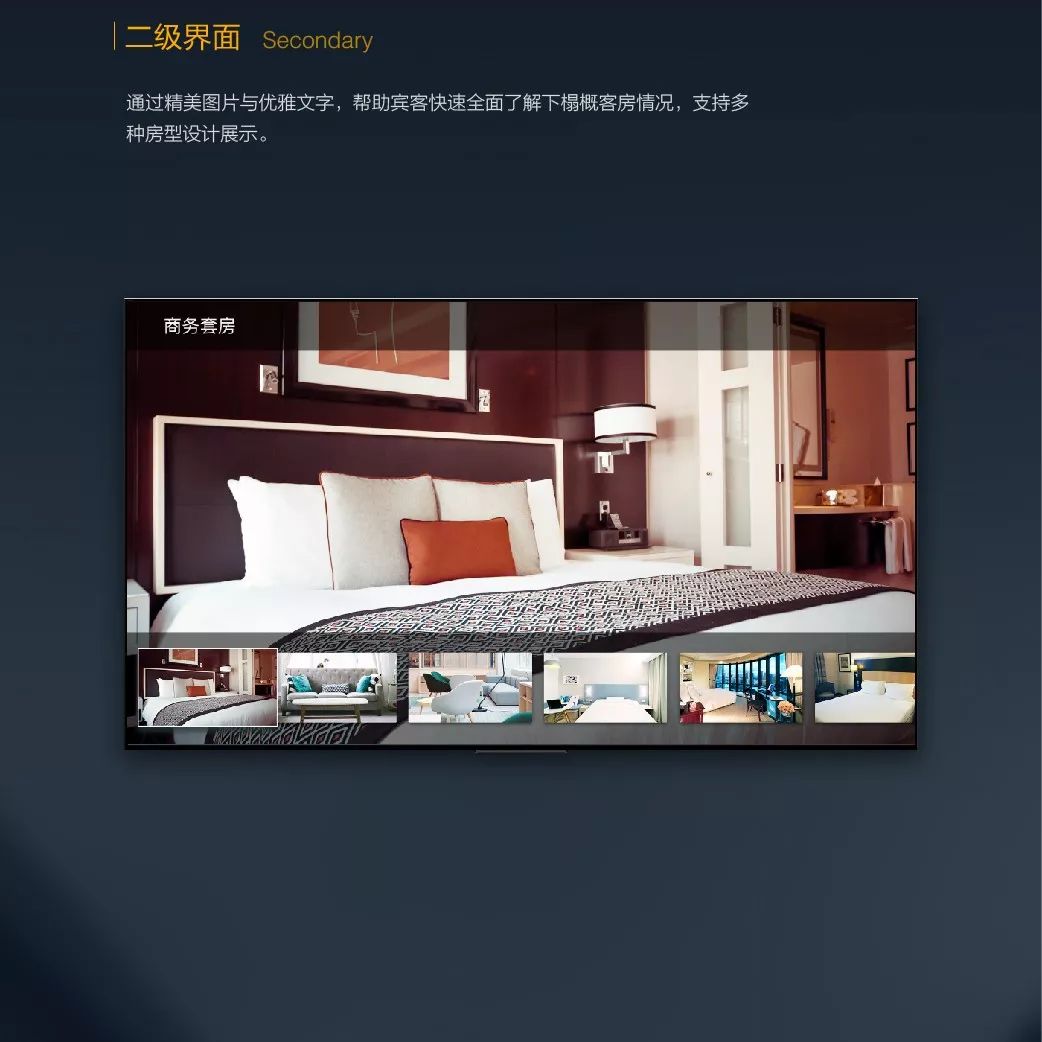 二级界面 Secondary
通过精美图片与优雅文字，帮助宾客快速全面了解下榻概客房情况，支持多
种房型设计展示。
商务套房